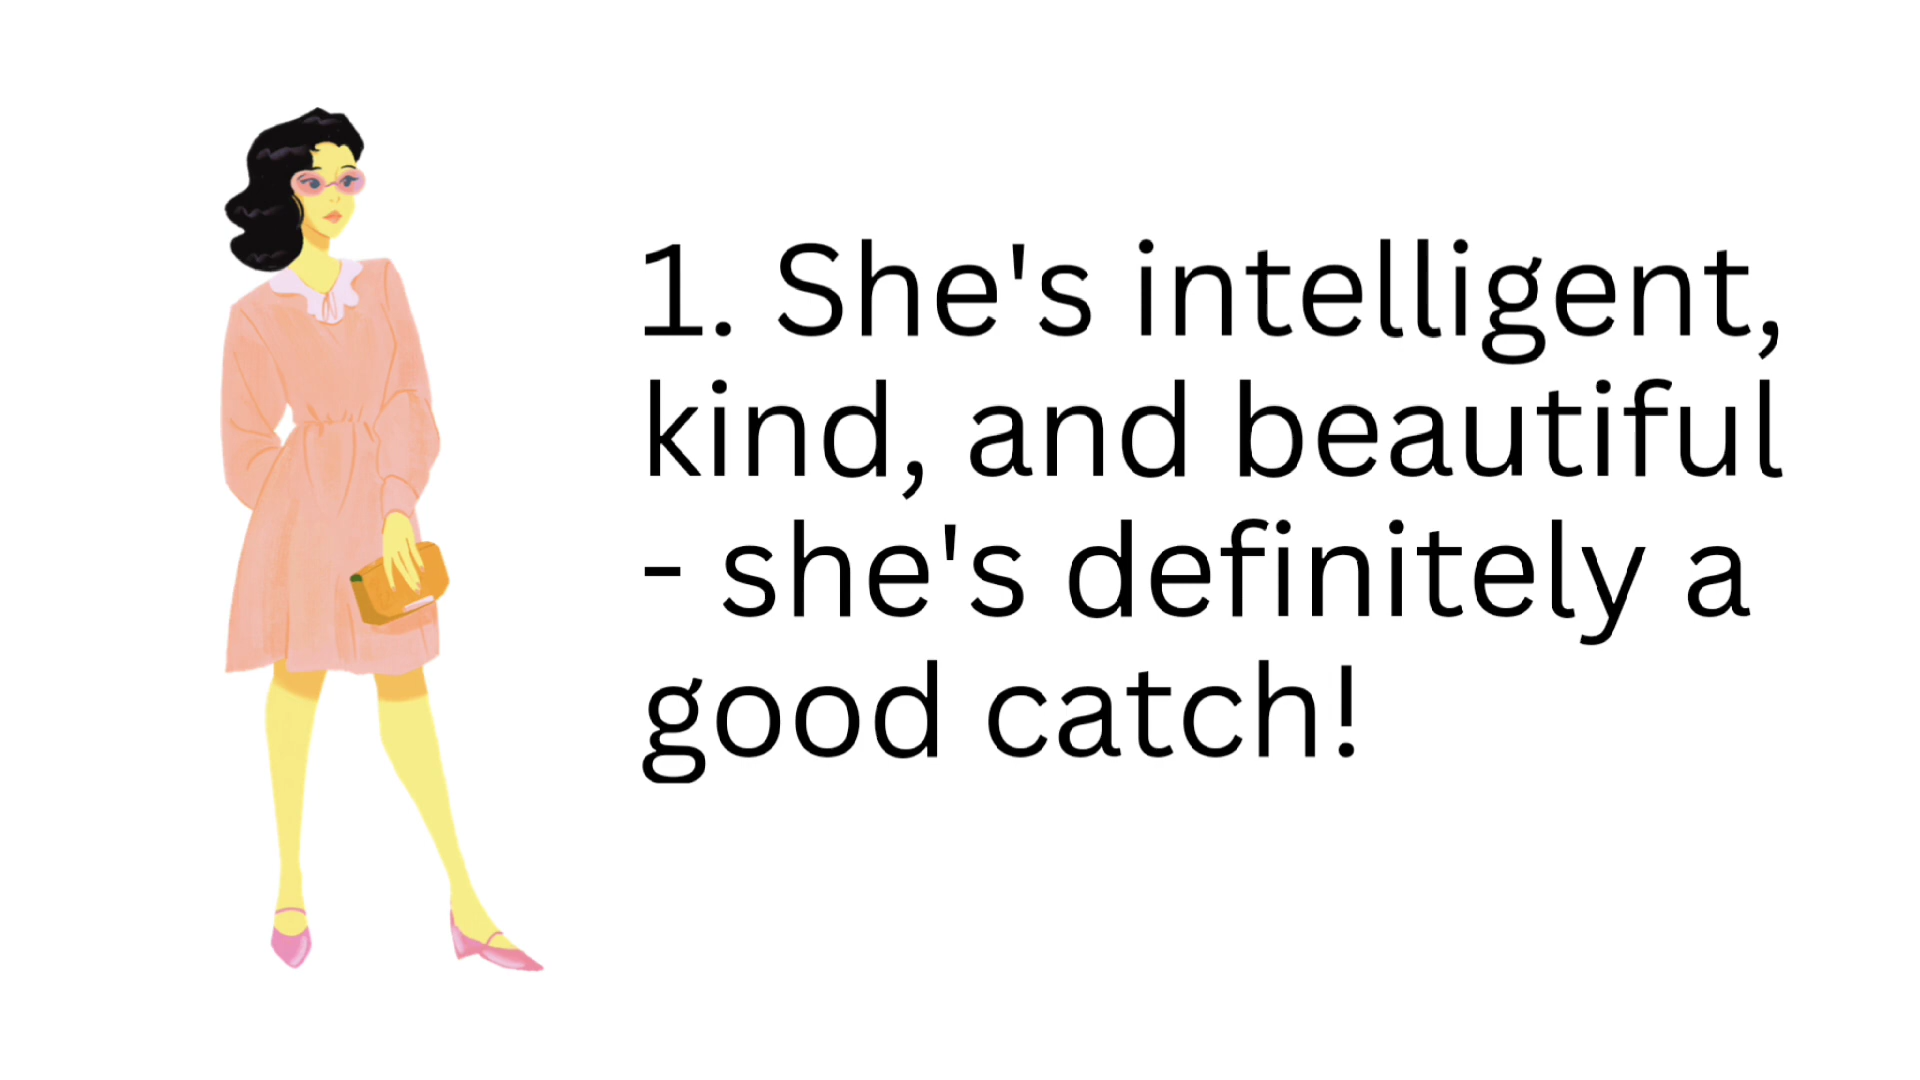 1. She's intelligent,
kind, and beautiful
- she's definitely a
good catch!